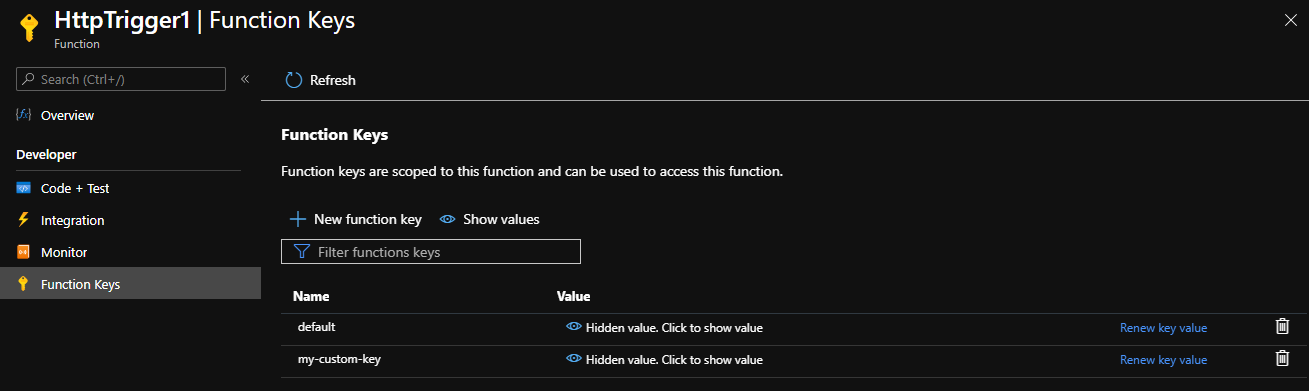 HttpTrigger1 | Function Keys
Function
Search (Ctrl+/)
«
Refresh
Overview
Developer
Code + Test
Integration
Monitor
Function Keys
Function Keys
Function keys are scoped to this function and can be used to access this function.
New function key Show values
Filter functions keys
Name Value
default Hidden value. Click to show value Renew key value
my-custom-key Hidden value. Click to show value Renew key value